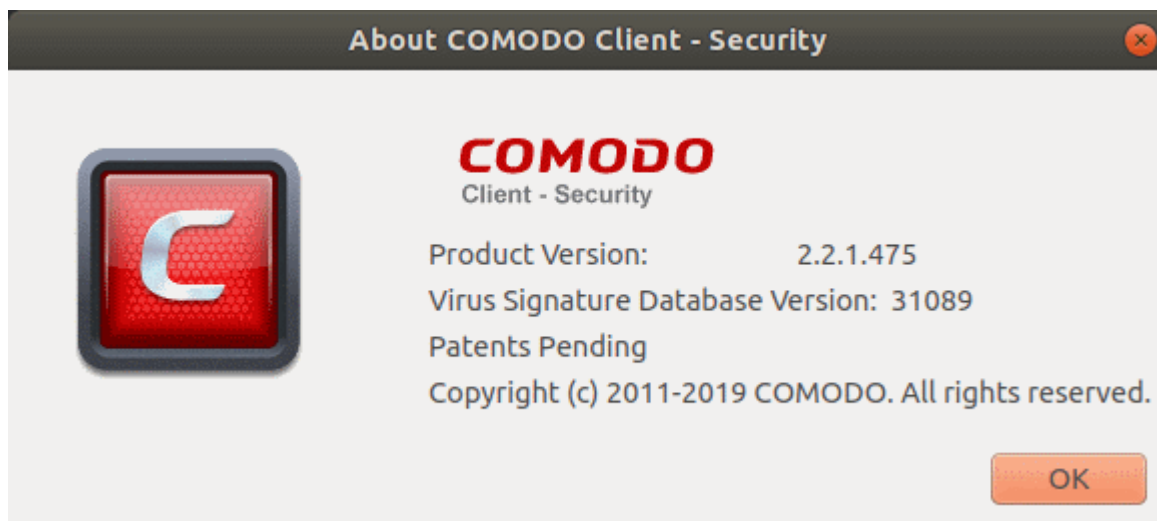 About COMODO Client - Security
COMODO
Client - Security
C
Product Version: 2.2.1.475
Virus Signature Database Version: 31089
Patents Pending
Copyright (c) 2011-2019 COMODO. All rights reserved.
OK